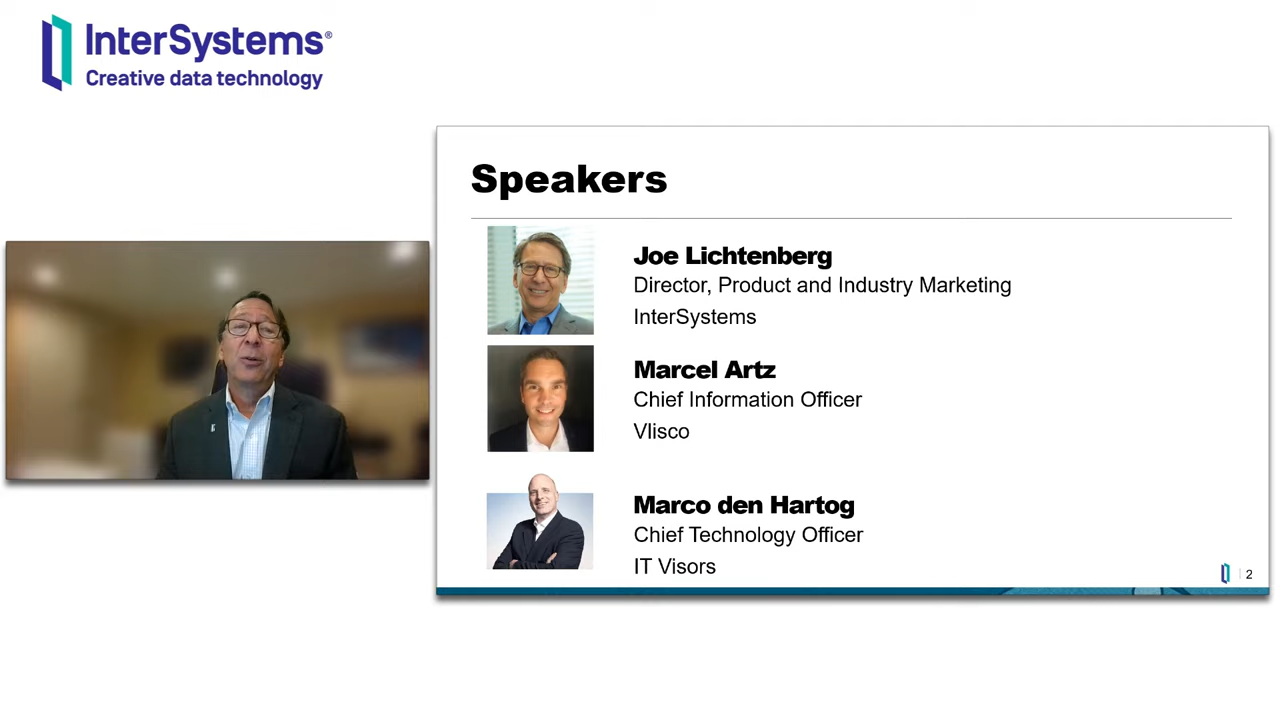 InterSystems®
Creative data technology
Speakers
Joe Lichtenberg
Director, Product and Industry Marketing
InterSystems
Marcel Artz
Chief Information Officer
Vlisco
Marco den Hartog
Chief Technology Officer
IT Visors
2